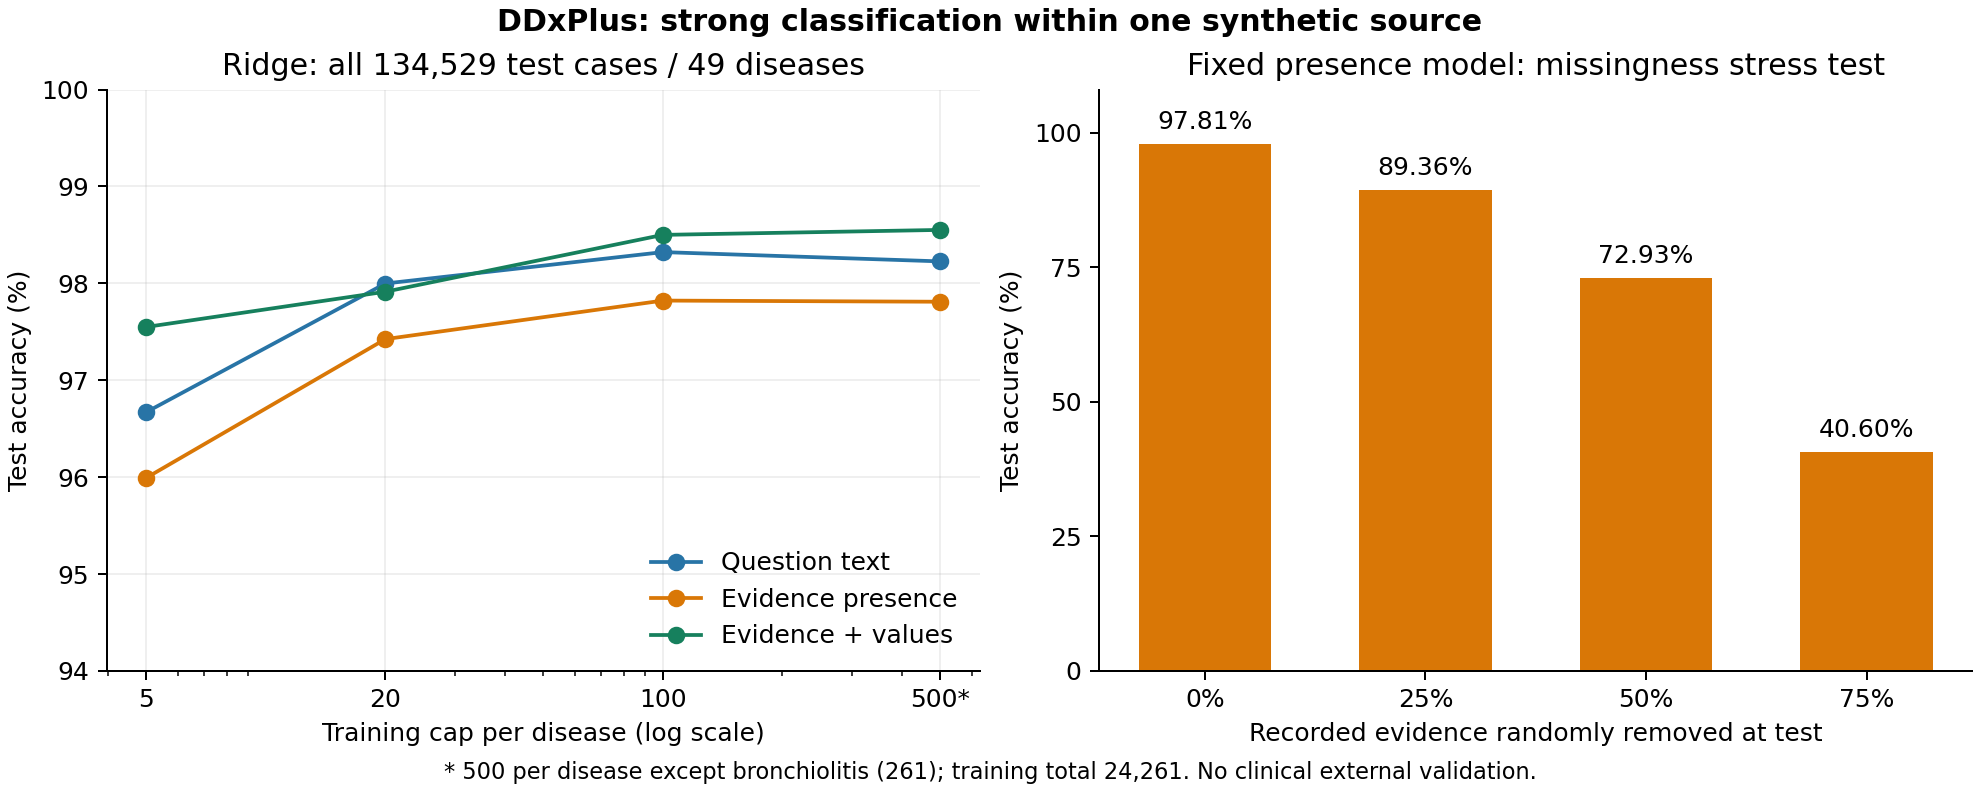 DDxPlus: strong classification within one synthetic source
Ridge: all 134,529 test cases / 49 diseases
Test accuracy (%)
100
99
98
97
96
95
94
Question text
Evidence presence
Evidence + values
5
20
100
500*
Training cap per disease (log scale)
Fixed presence model: missingness stress test
Test accuracy (%)
100
75
50
25
0
97.81%
89.36%
72.93%
40.60%
0%
25%
50%
75%
Recorded evidence randomly removed at test
* 500 per disease except bronchiolitis (261); training total 24,261. No clinical external validation.